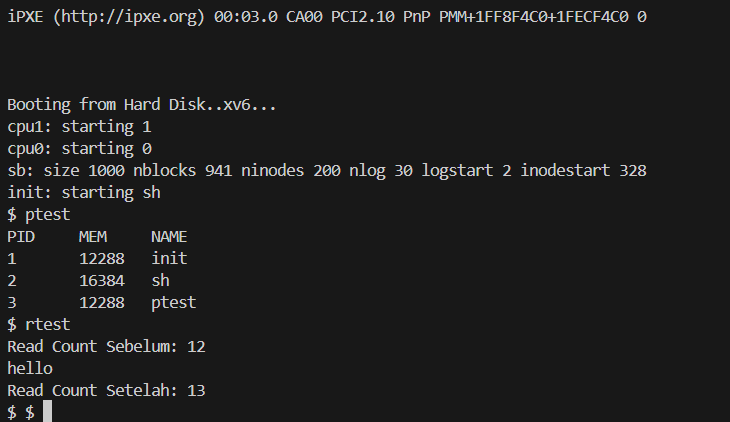 iPXE (http://ipxe.org) 00:03.0 CA00 PCI2.10 PnP PMM+1FF8F4C0+1FECF4C0 0
Booting from Hard Disk..xv6...
cpu1: starting 1
cpu0: starting 0
sb: size 1000 nblocks 941 ninodes 200 nlog 30 logstart 2 inodestart 328
init: starting sh
$ ptest
PID     MEM     NAME
1       12288   init
2       16384   sh
3       12288   ptest
$ rtest
Read Count Sebelum: 12
hello
Read Count Setelah: 13
$ $